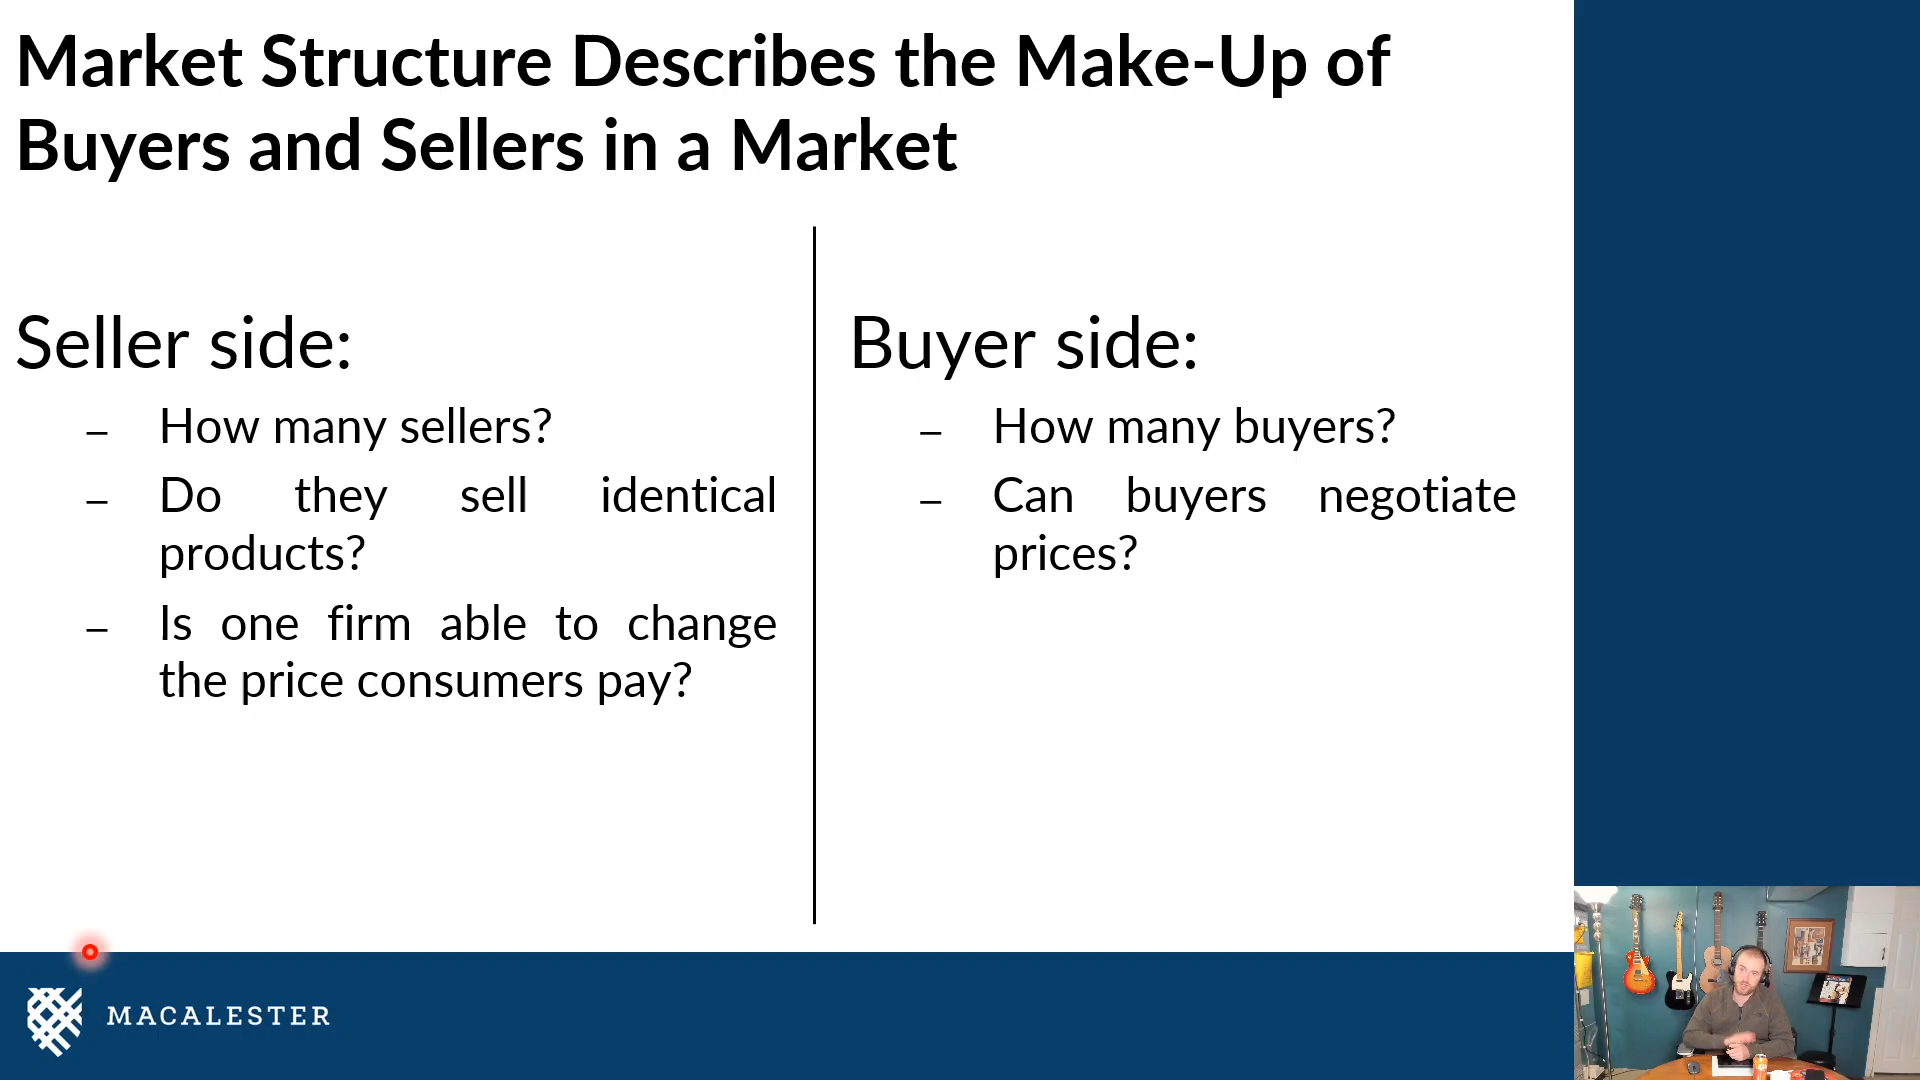 Market Structure Describes the Make-Up of
Buyers and Sellers in a Market
Seller side:
– How many sellers?
– Do they sell identical
products?
– Is one firm able to change
the price consumers pay?
Buyer side:
– How many buyers?
– Can buyers negotiate
prices?
MACALESTER